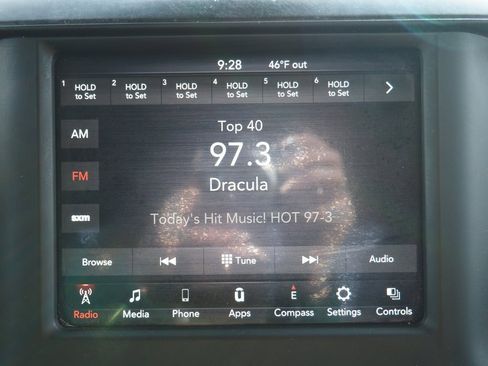 9:28 46°F out
1 HOLD to Set 2 HOLD to Set 3 HOLD to Set 4 HOLD to Set 5 HOLD to Set 6 HOLD to Set
AM
Top 40
97.3
FM
Dracula
sxm
Today's Hit Music! HOT 97-3
Browse Tune Audio
Radio Media Phone Apps E Compass Settings Controls